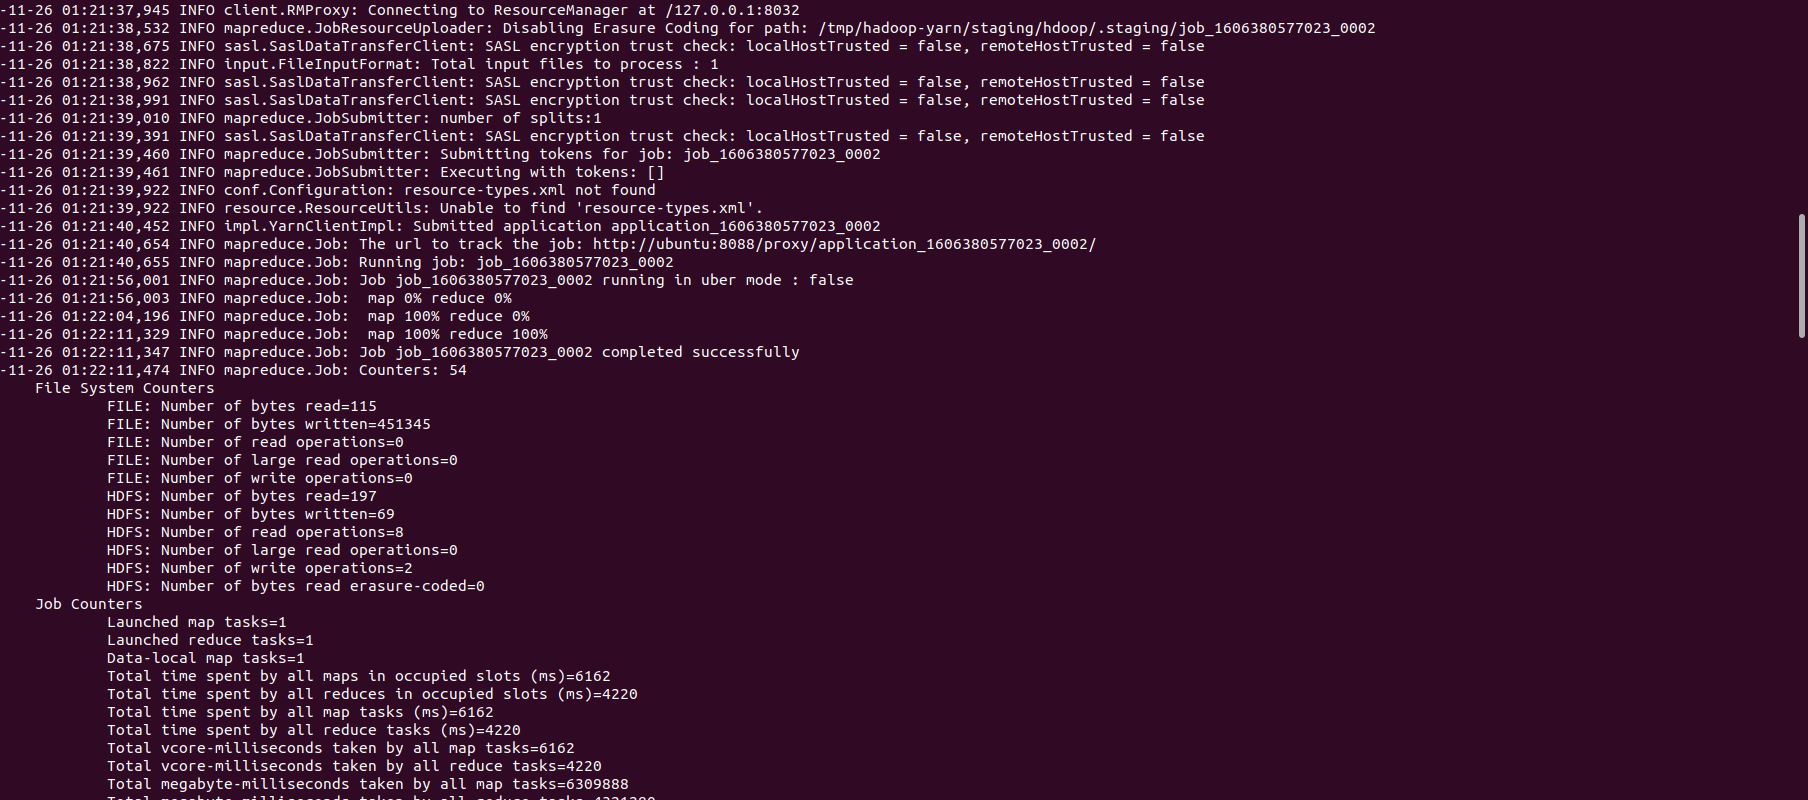 -11-26 01:21:37,945 INFO client.RMProxy: Connecting to ResourceManager at /127.0.0.1:8032
-11-26 01:21:38,532 INFO mapreduce.JobResourceUploader: Disabling Erasure Coding for path: /tmp/hadoop-yarn/staging/hdoop/.staging/job_1606380577023_0002
-11-26 01:21:38,675 INFO sasl.SaslDataTransferClient: SASL encryption trust check: localHostTrusted = false, remoteHostTrusted = false
-11-26 01:21:38,822 INFO input.FileInputFormat: Total input files to process : 1
-11-26 01:21:38,962 INFO sasl.SaslDataTransferClient: SASL encryption trust check: localHostTrusted = false, remoteHostTrusted = false
-11-26 01:21:38,991 INFO sasl.SaslDataTransferClient: SASL encryption trust check: localHostTrusted = false, remoteHostTrusted = false
-11-26 01:21:39,010 INFO mapreduce.JobSubmitter: number of splits:1
-11-26 01:21:39,391 INFO sasl.SaslDataTransferClient: SASL encryption trust check: localHostTrusted = false, remoteHostTrusted = false
-11-26 01:21:39,460 INFO mapreduce.JobSubmitter: Submitting tokens for job: job_1606380577023_0002
-11-26 01:21:39,461 INFO mapreduce.JobSubmitter: Executing with tokens: []
-11-26 01:21:39,922 INFO conf.Configuration: resource-types.xml not found
-11-26 01:21:39,922 INFO resource.ResourceUtils: Unable to find 'resource-types.xml'.
-11-26 01:21:40,452 INFO impl.YarnClientImpl: Submitted application application_1606380577023_0002
-11-26 01:21:40,654 INFO mapreduce.Job: The url to track the job: http://ubuntu:8088/proxy/application_1606380577023_0002/
-11-26 01:21:40,655 INFO mapreduce.Job: Running job: job_1606380577023_0002
-11-26 01:21:56,001 INFO mapreduce.Job: Job job_1606380577023_0002 running in uber mode : false
-11-26 01:21:56,003 INFO mapreduce.Job:  map 0% reduce 0%
-11-26 01:22:04,196 INFO mapreduce.Job:  map 100% reduce 0%
-11-26 01:22:11,329 INFO mapreduce.Job:  map 100% reduce 100%
-11-26 01:22:11,347 INFO mapreduce.Job: Job job_1606380577023_0002 completed successfully
-11-26 01:22:11,474 INFO mapreduce.Job: Counters: 54
File System Counters
FILE: Number of bytes read=115
FILE: Number of bytes written=451345
FILE: Number of read operations=0
FILE: Number of large read operations=0
FILE: Number of write operations=0
HDFS: Number of bytes read=197
HDFS: Number of bytes written=69
HDFS: Number of read operations=8
HDFS: Number of large read operations=0
HDFS: Number of write operations=2
HDFS: Number of bytes read erasure-coded=0
Job Counters
Launched map tasks=1
Launched reduce tasks=1
Data-local map tasks=1
Total time spent by all maps in occupied slots (ms)=6162
Total time spent by all reduces in occupied slots (ms)=4220
Total time spent by all map tasks (ms)=6162
Total time spent by all reduce tasks (ms)=4220
Total vcore-milliseconds taken by all map tasks=6162
Total vcore-milliseconds taken by all reduce tasks=4220
Total megabyte-milliseconds taken by all map tasks=6309888